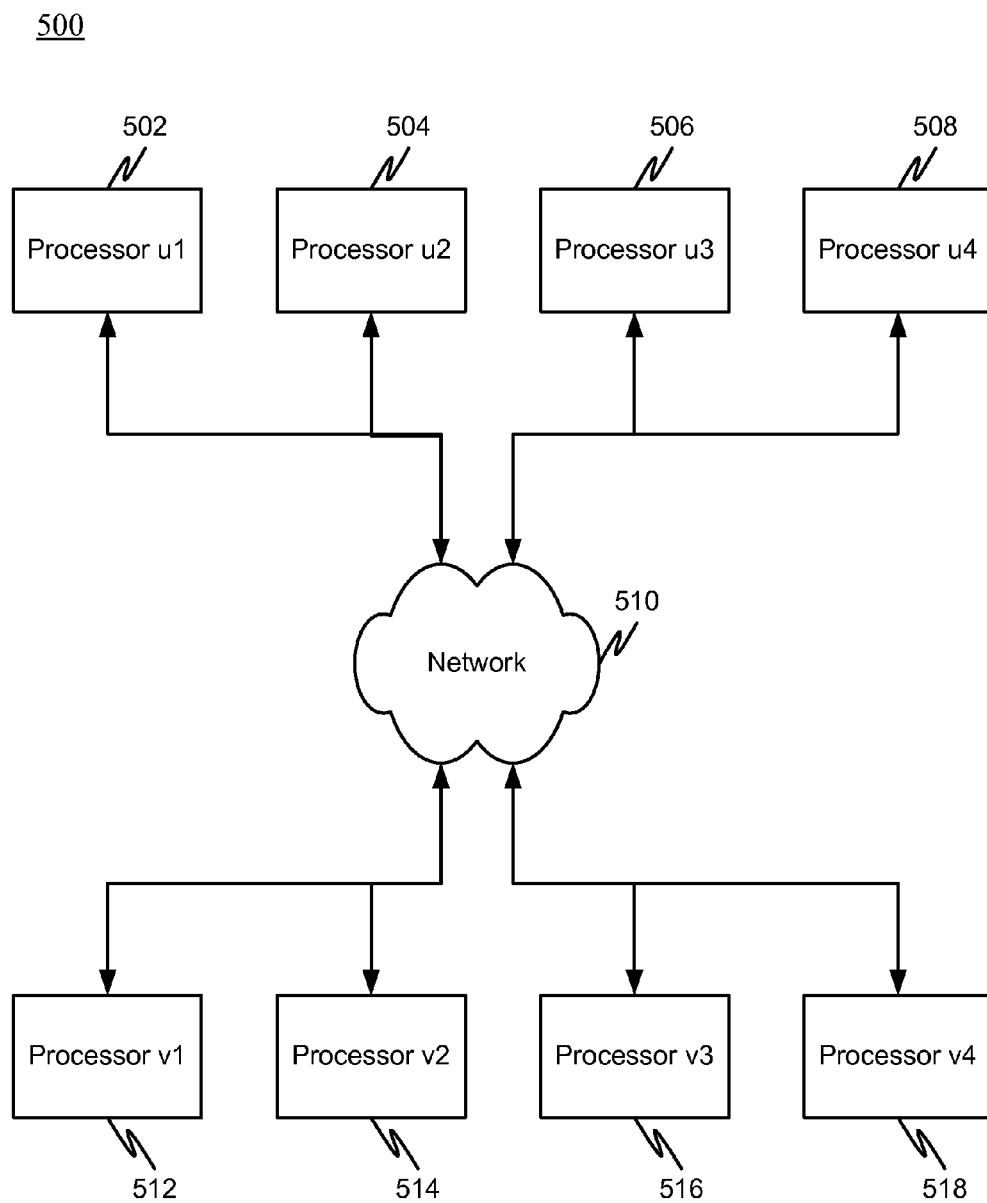 500
502 504 506 508
Processor u1 Processor u2 Processor u3 Processor u4
510
Network
Processor v1 Processor v2 Processor v3 Processor v4
512 514 516 518